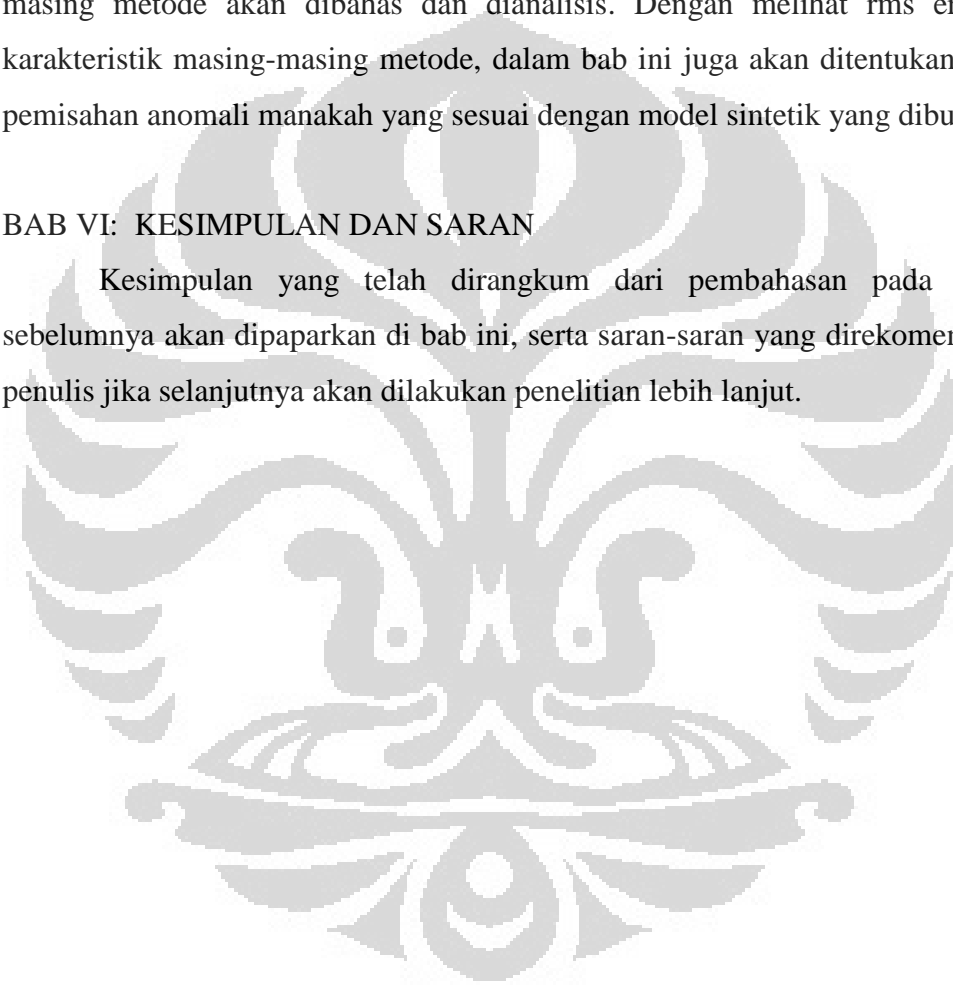 masing metode akan dibahas dan dianalisis. Dengan melihat rms
karakteristik masing-masing metode, dalam bab ini juga akan ditentukan
pemisahan anomali manakah yang sesuai dengan model sintetik yang
BAB VI: KESIMPULAN DAN SARAN
Kesimpulan yang telah dirangkum dari pembahasan pada
sebelumnya akan dipaparkan di bab ini, serta saran-saran yang
penulis jika selanjutnya akan dilakukan penelitian lebih lanjut.